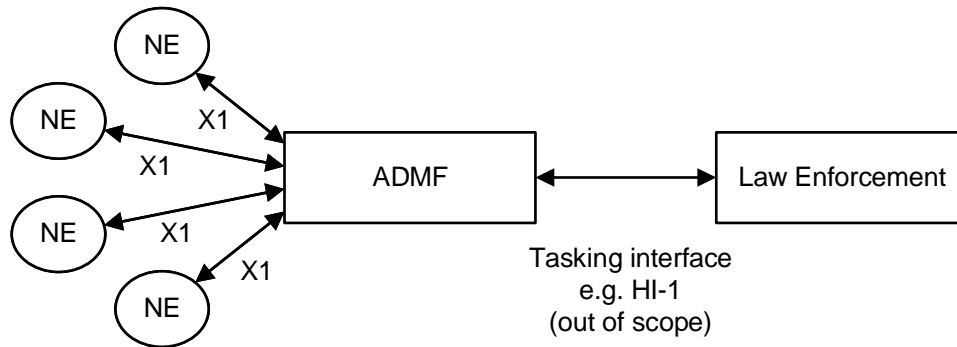 NE
X1
NE
X1
NE
X1
NE
X1
ADMF
Law Enforcement
Tasking interface
e.g. HI-1
(out of scope)